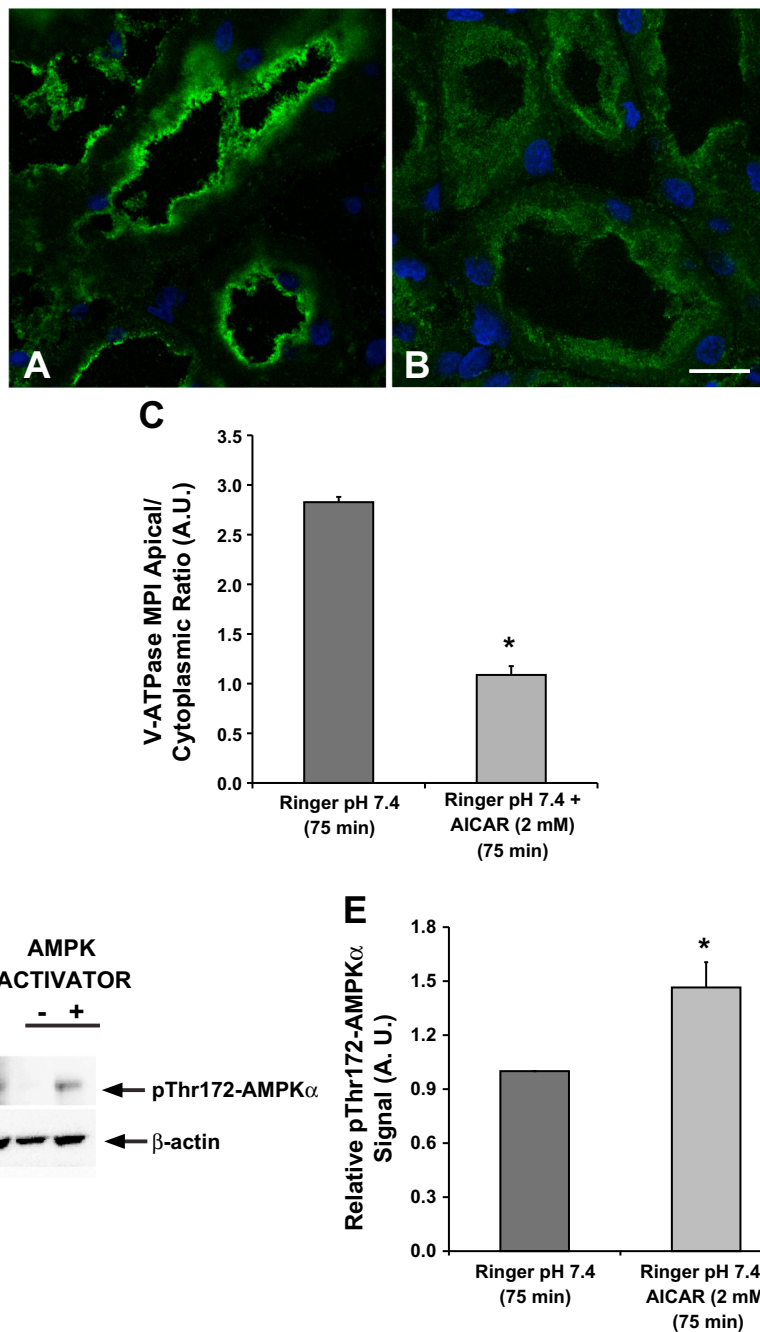 A
B
C
V-ATPase MPI Apical/
Cytoplasmic Ratio (A.U.)
3.5
3.0
2.5
2.0
1.5
1.0
0.5
0.0
*
Ringer pH 7.4
(75 min)
Ringer pH 7.4 +
AICAR (2 mM)
(75 min)
AMPK
ACTIVATOR
- +
pThr172-AMPKα
β-actin
E
Relative pThr172-AMPKα
Signal (A. U.)
1.8
1.5
1.2
0.9
0.6
0.3
0.0
*
Ringer pH 7.4
(75 min)
Ringer pH 7.4
AICAR (2 mM
(75 min)